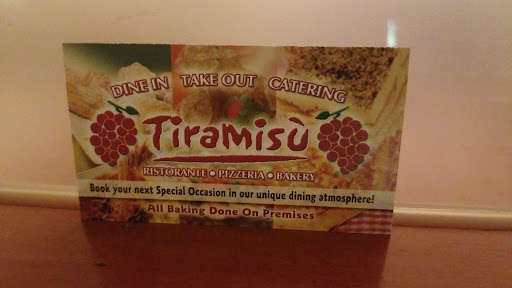 DINE IN TAKE OUT CATERING
Tiramisù
RISTORANTE • PIZZERIA • BAKERY
Book your next Special Occasion in our unique dining atmosphere!
All Baking Done On Premises